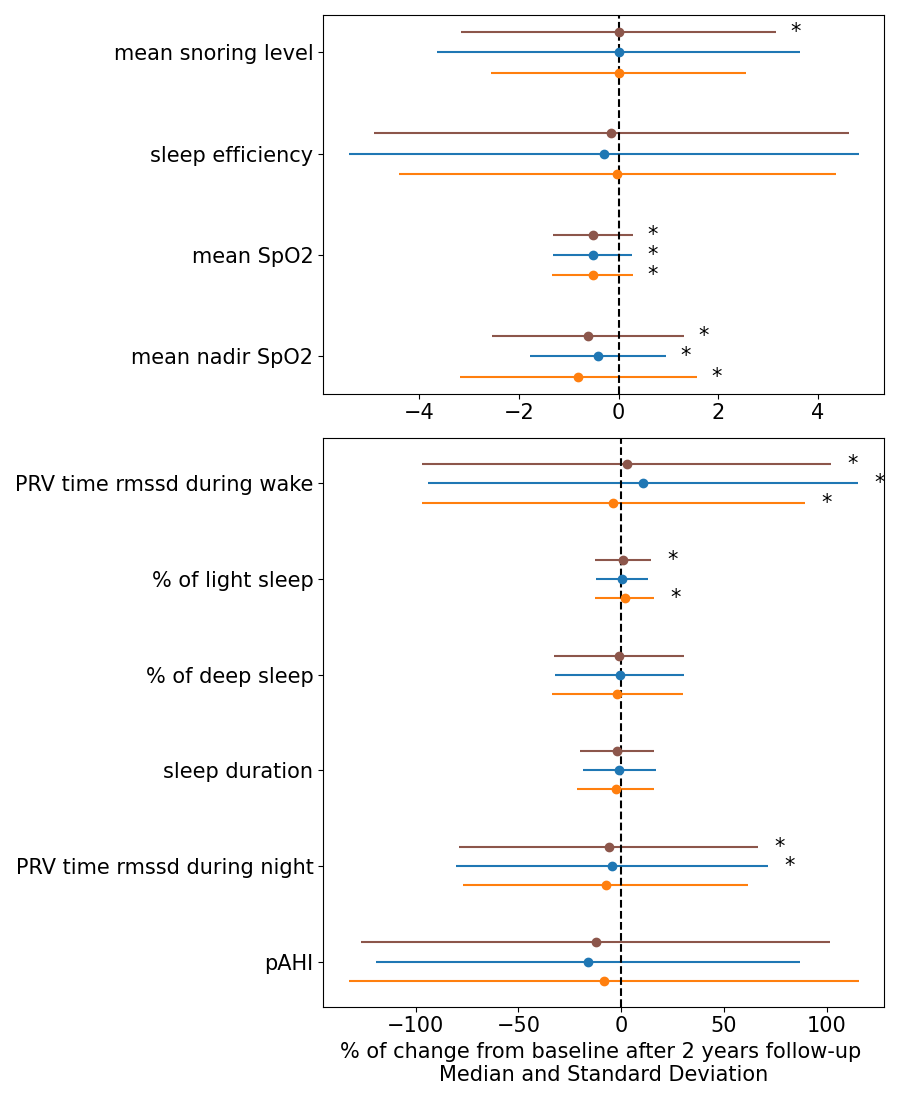 mean snoring level
*
sleep efficiency
mean SpO2
*
*
*
mean nadir SpO2
*
*
*
−4 −2 0 2 4
PRV time rmssd during wake
*
*
*
% of light sleep
*
*
% of deep sleep
sleep duration
PRV time rmssd during night
*
*
pAHI
−100 −50 0 50 100
% of change from baseline after 2 years follow-up
Median and Standard Deviation